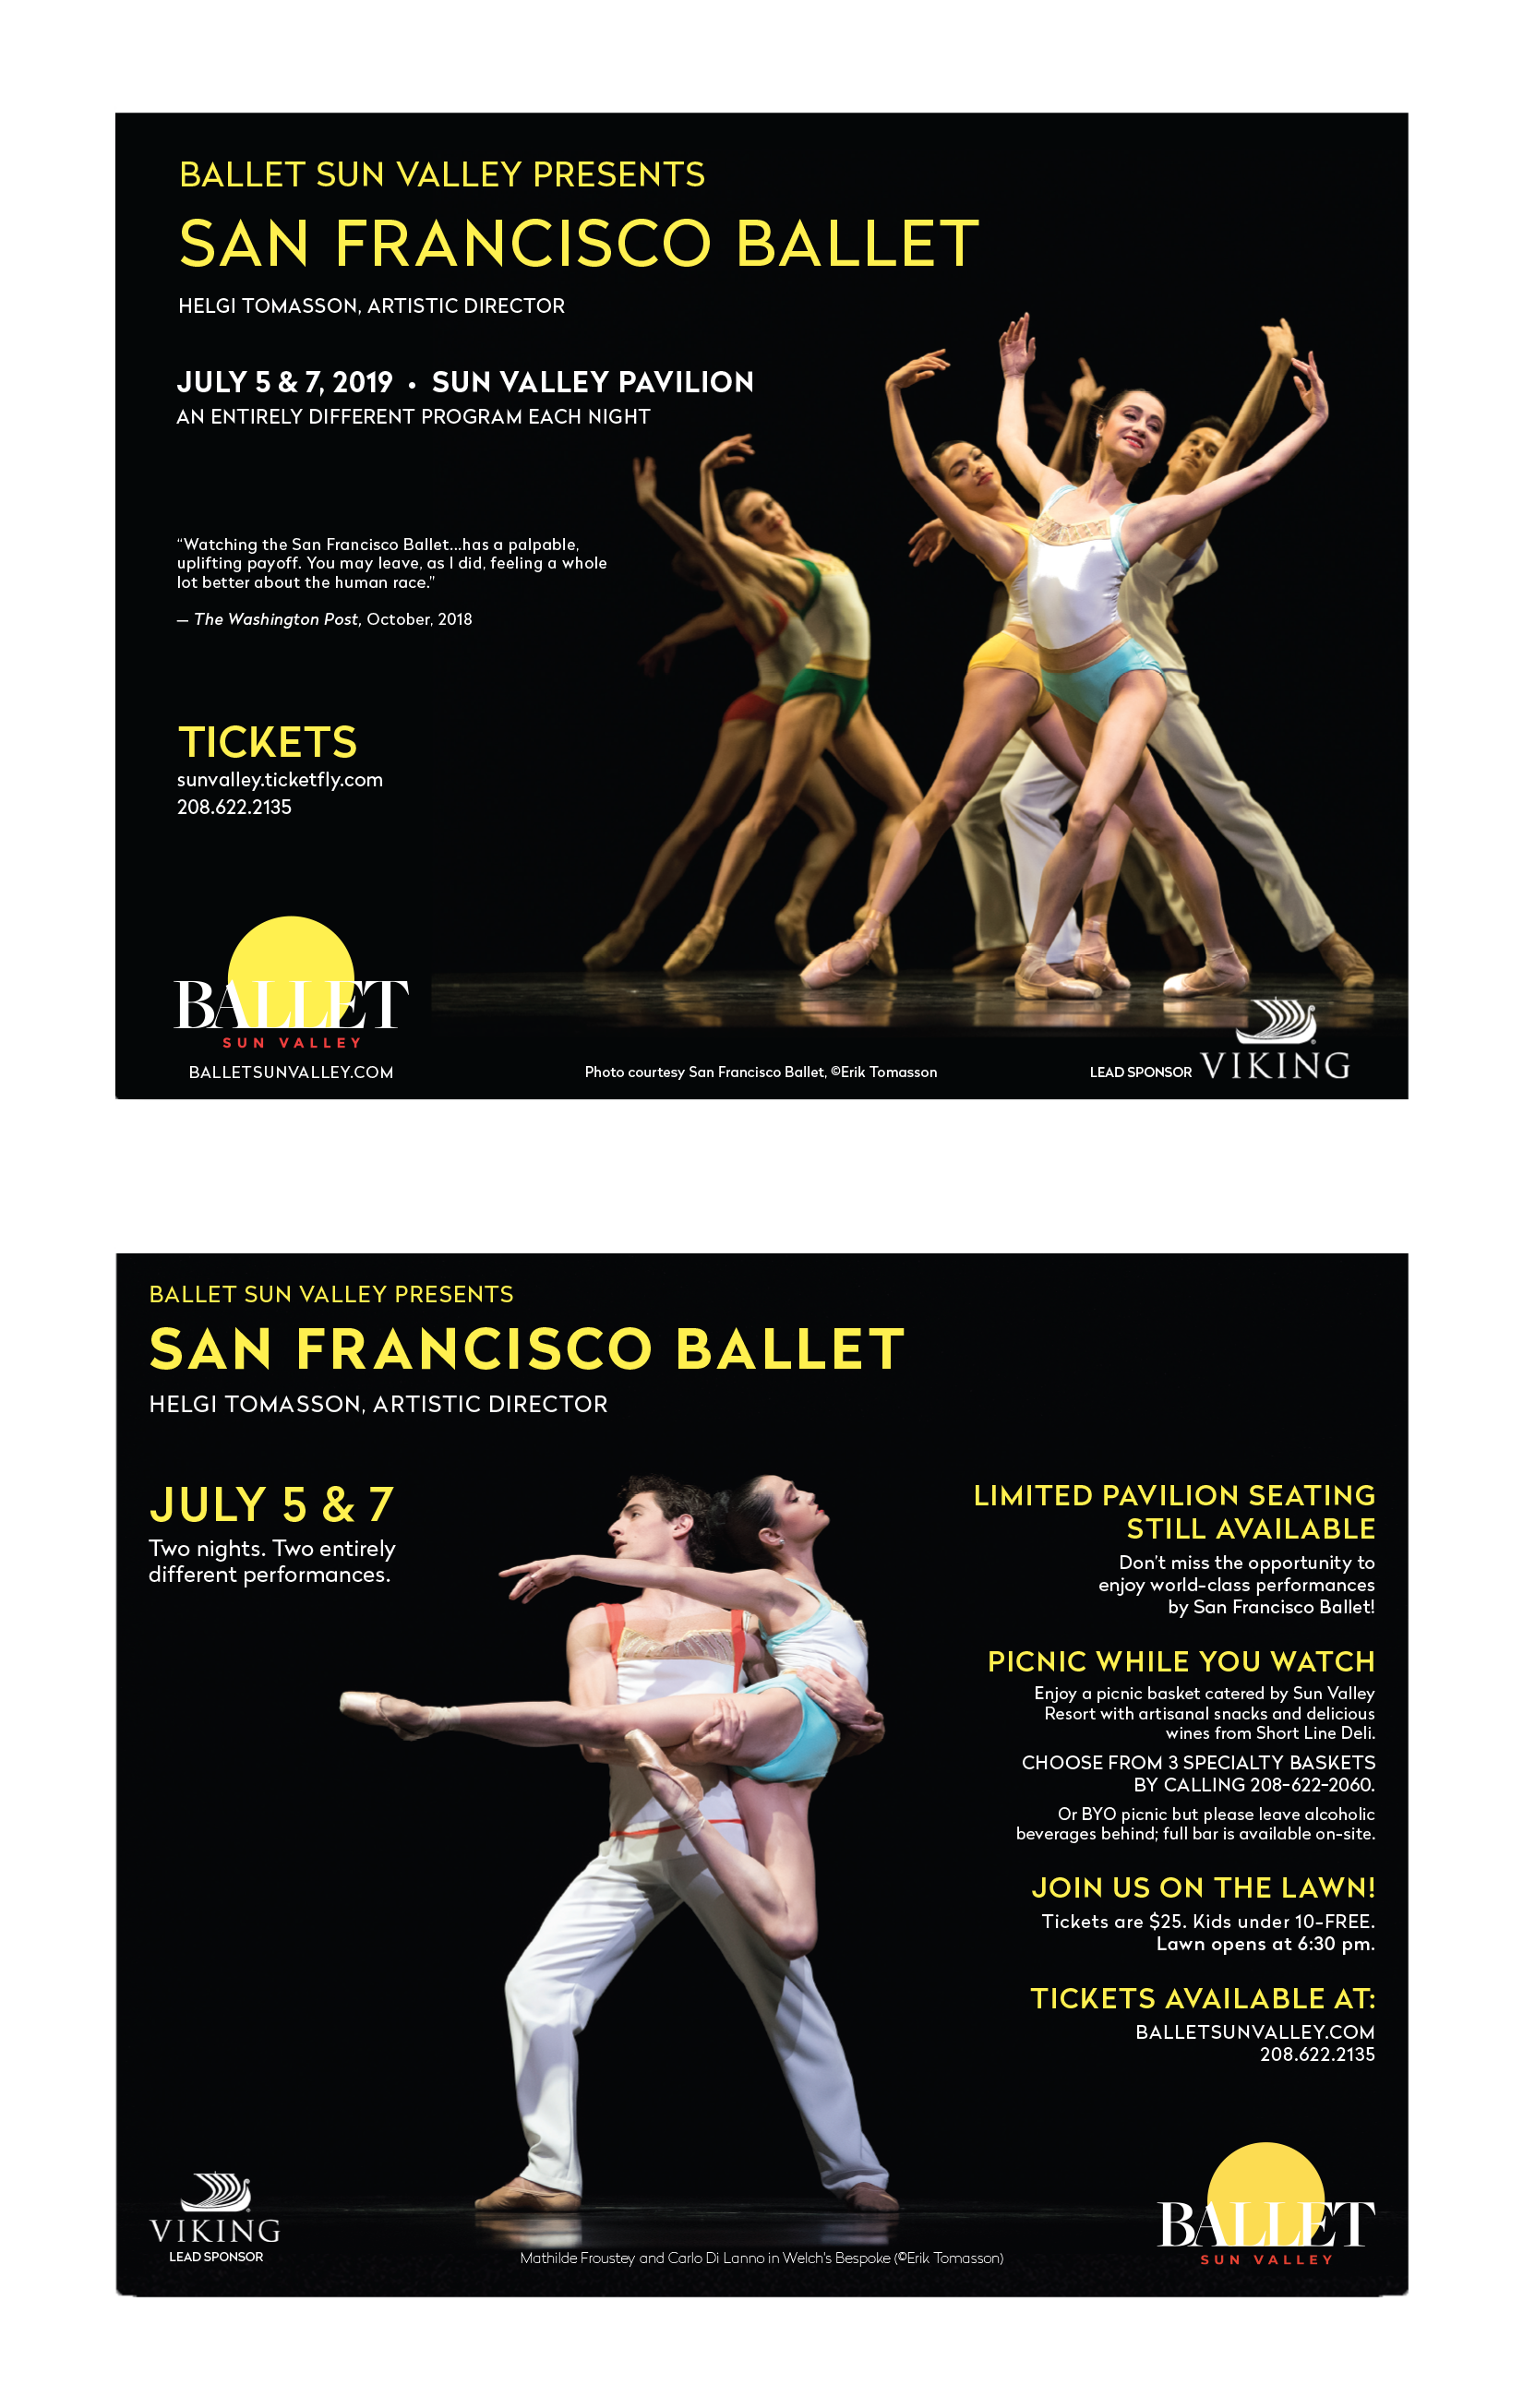 BALLET SUN VALLEY PRESENTS
SAN FRANCISCO BALLET
HELGI TOMASSON, ARTISTIC DIRECTOR
JULY 5 & 7, 2019 • SUN VALLEY PAVILION
AN ENTIRELY DIFFERENT PROGRAM EACH NIGHT
“Watching the San Francisco Ballet...has a palpable,
uplifting payoff. You may leave, as I did, feeling a whole
lot better about the human race.”
— The Washington Post, October, 2018
TICKETS
sunvalley.ticketfly.com
208.622.2135
BALLET
SUN VALLEY
BALLETSUNVALLEY.COM
Photo courtesy San Francisco Ballet, ©Erik Tomasson
LEAD SPONSOR VIKING
BALLET SUN VALLEY PRESENTS
SAN FRANCISCO BALLET
HELGI TOMASSON, ARTISTIC DIRECTOR
JULY 5 & 7
Two nights. Two entirely
different performances.
LIMITED PAVILION SEATING
STILL AVAILABLE
Don’t miss the opportunity to
enjoy world-class performances
by San Francisco Ballet!
PICNIC WHILE YOU WATCH
Enjoy a picnic basket catered by Sun Valley
Resort with artisanal snacks and delicious
wines from Short Line Deli.
CHOOSE FROM 3 SPECIALTY BASKETS
BY CALLING 208-622-2060.
Or BYO picnic but please leave alcoholic
beverages behind; full bar is available on-site.
JOIN US ON THE LAWN!
Tickets are $25. Kids under 10-FREE.
Lawn opens at 6:30 pm.
TICKETS AVAILABLE AT:
BALLETSUNVALLEY.COM
208.622.2135
VIKING
LEAD SPONSOR
Mathilde Froustey and Carlo Di Lanno in Welch's Bespoke (©Erik Tomasson)
BALLET
SUN VALLEY